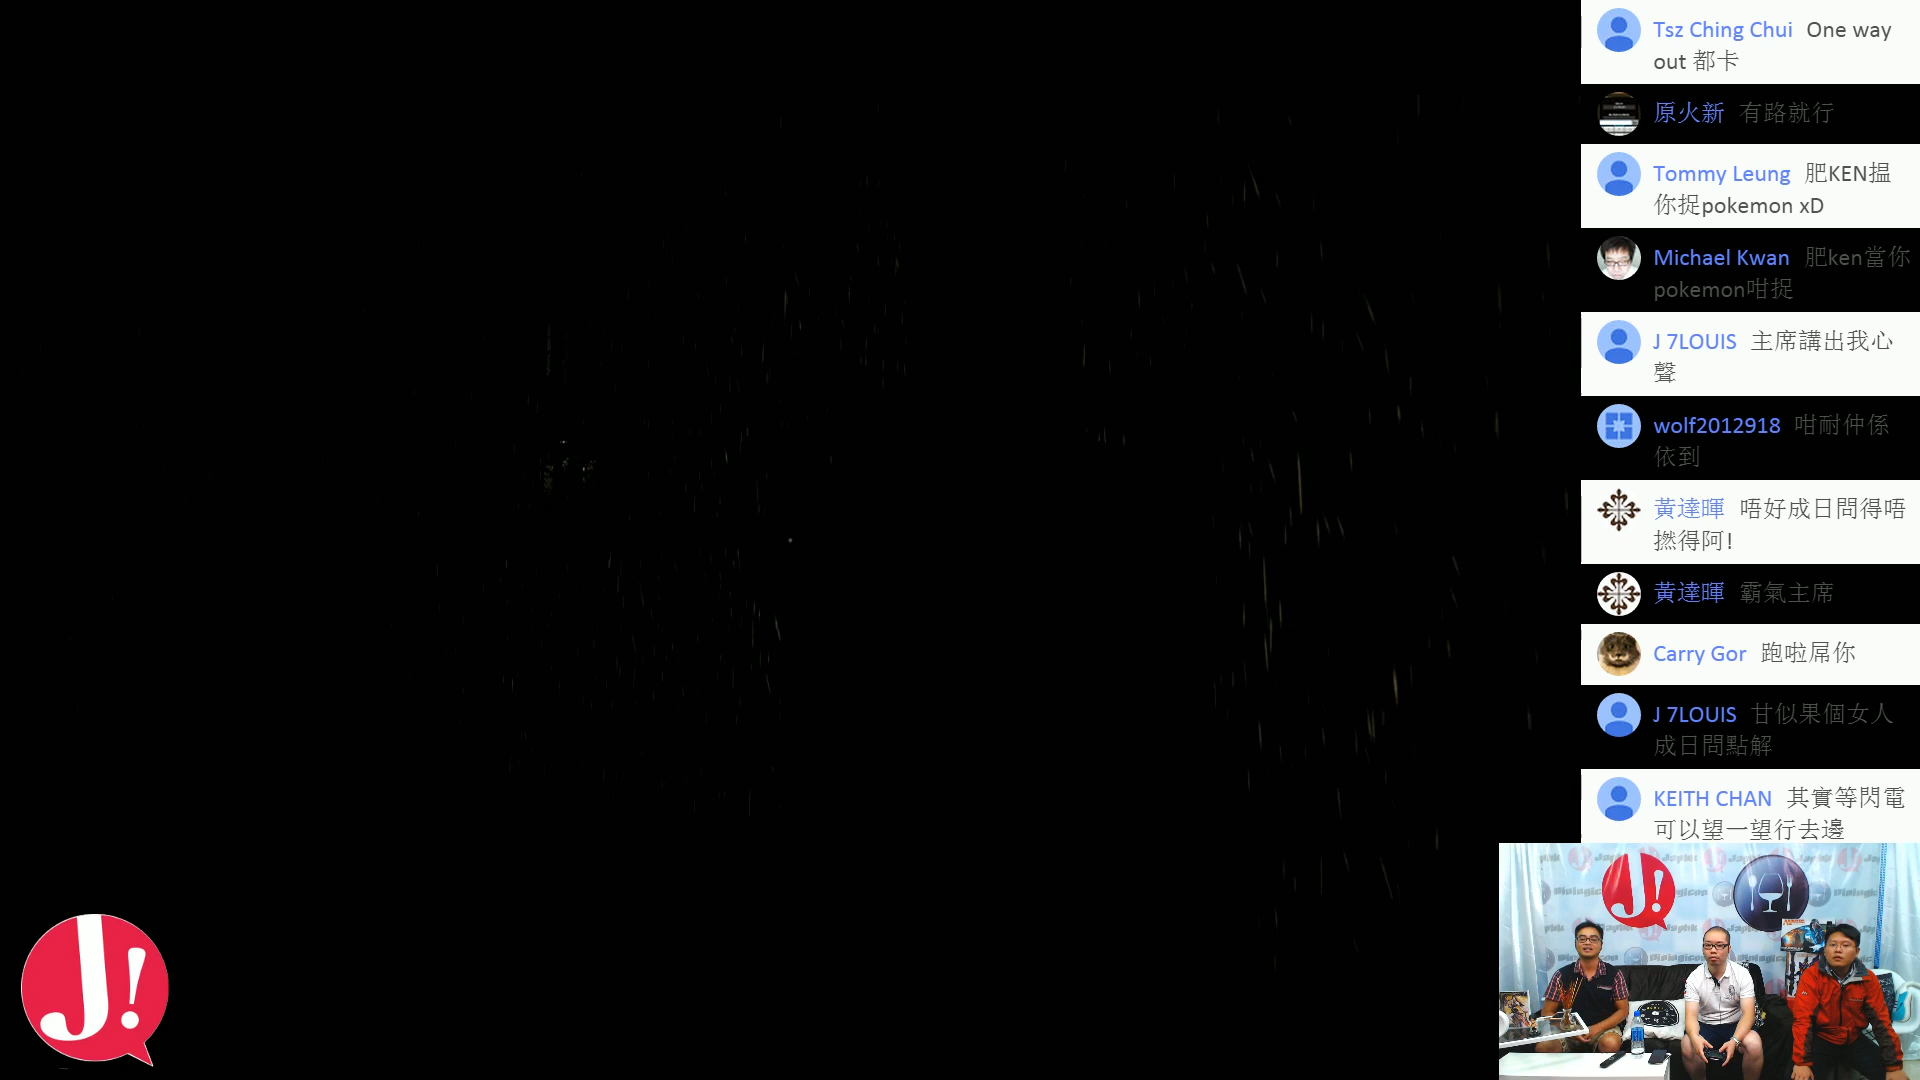 Tsz Ching Chui One way
out 都卡
原火新 有路就行
Tommy Leung 肥KEN搵
你捉pokemon xD
Michael Kwan 肥ken當你
pokemon咁捉
J 7LOUIS 主席講出我心
聲
wolf2012918 咁耐仲係
依到
黃達暉 唔好成日問得唔
撚得阿!
黃達暉 霸氣主席
Carry Gor 跑啦屌你
J 7LOUIS 甘似果個女人
成日問點解
KEITH CHAN 其實等閃電
可以望一望行去邊
J!
J!